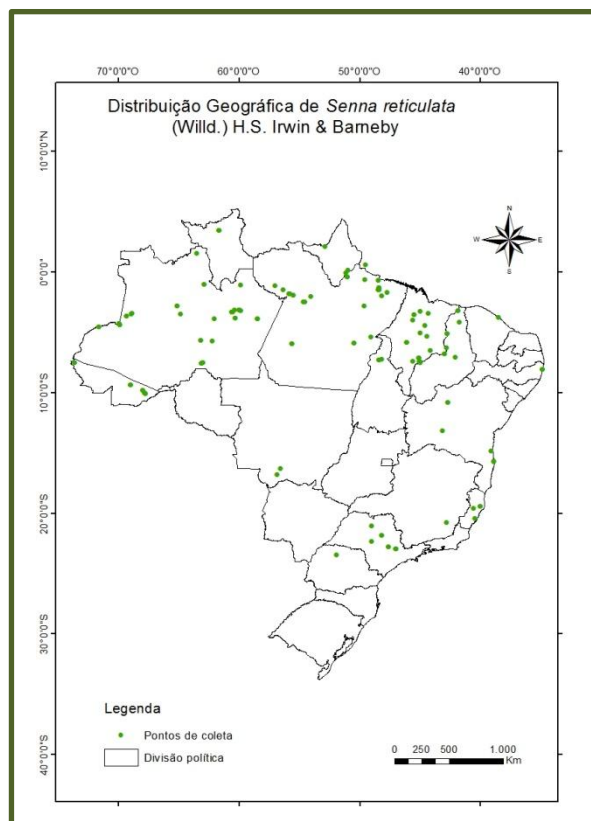 70°0'0"O 60°0'0"O 50°0'0"O 40°0'0"O
Distribuição Geográfica de Senna reticulata
(Willd.) H.S. Irwin & Barneby
10°0'0"N
N
W E
S
0°0'0"
10°0'0"S
20°0'0"S
30°0'0"S
40°0'0"S
Legenda
Pontos de coleta
Divisão política
0 250 500 1.000
Km